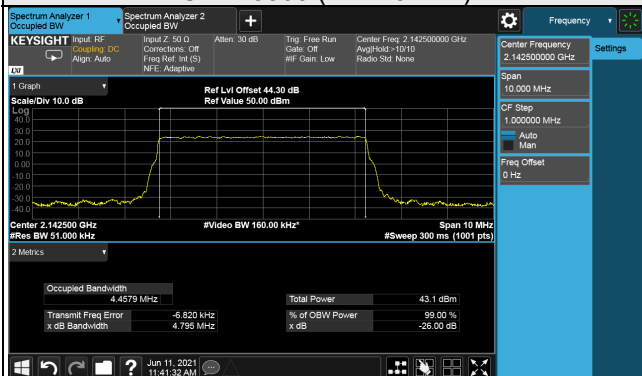 Spectrum Analyzer 1
Occupied BW
Spectrum Analyzer 2
Occupied BW
Frequency
KEYSIGHT
Input: RF
Coupling: DC
Align: Auto
Input Z: 50 Ω
Corrections: Off
Freq Ref: Int (S)
NFE: Adaptive
Atten: 30 dB
Trig: Free Run
Gate: Off
#IF Gain: Low
Center Freq: 2.142500000 GHz
Avg|Hold:>10/10
Radio Std: None
LXI
Center Frequency
2.142500000 GHz
Settings
Span
10.000 MHz
CF Step
1.000000 MHz
Auto
Man
Freq Offset
0 Hz
1 Graph
Scale/Div 10.0 dB
Ref Lvl Offset 44.30 dB
Ref Value 50.00 dBm
Log
40.0
30.0
20.0
10.0
0.00
-10.0
-20.0
-30.0
-40.0
Center 2.142500 GHz
#Res BW 51.000 kHz
#Video BW 160.00 kHz*
Span 10 MHz
#Sweep 300 ms (1001 pts)
2 Metrics
Occupied Bandwidth
4.4579 MHz
Total Power 43.1 dBm
Transmit Freq Error -6.820 kHz
% of OBW Power 99.00 %
x dB Bandwidth 4.795 MHz
x dB -26.00 dB
Jun 11, 2021
11:41:32 AM